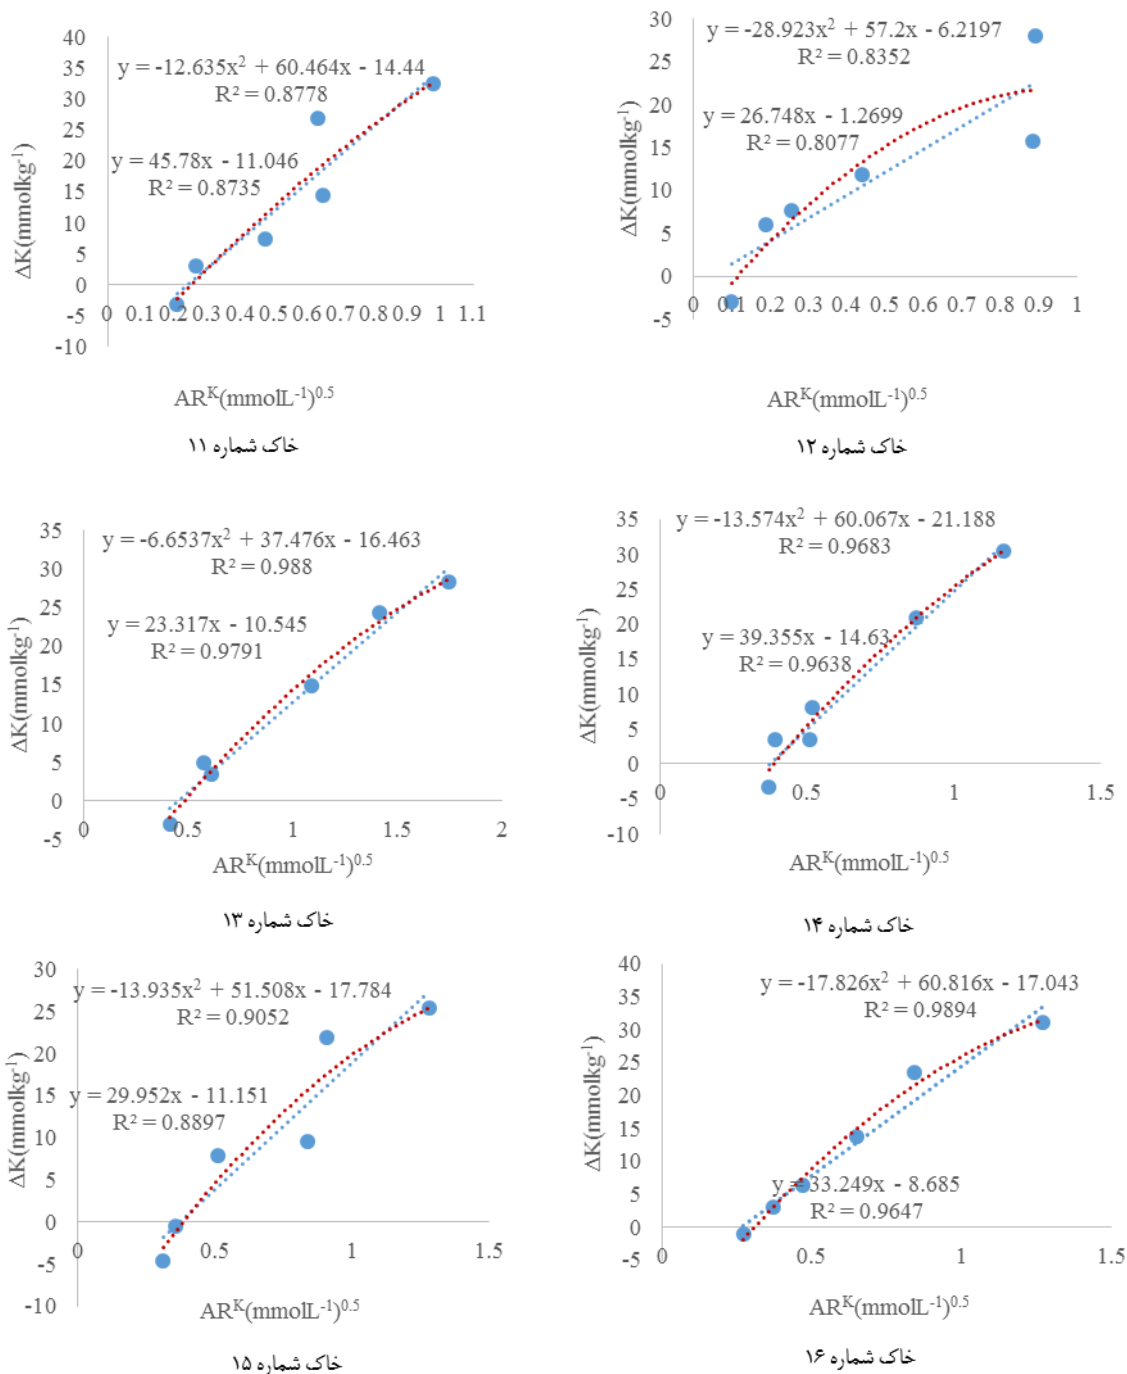 y = -12.635x² + 60.464x - 14.44
R² = 0.8778
y = 45.78x - 11.046
R² = 0.8735
40
35
30
25
20
15
10
5
0
-5
-10
0 0.1 0.2 0.3 0.4 0.5 0.6 0.7 0.8 0.9 1 1.1
ΔK(mmolkg⁻¹)
ARᴷ(mmolL⁻¹)⁰·⁵
خاک شماره ۱۱
y = -28.923x² + 57.2x - 6.2197
R² = 0.8352
y = 26.748x - 1.2699
R² = 0.8077
30
25
20
15
10
5
0
-5
0 0.1 0.2 0.3 0.4 0.5 0.6 0.7 0.8 0.9 1
ΔK(mmolkg⁻¹)
ARᴷ(mmolL⁻¹)⁰·⁵
خاک شماره ۱۲
y = -6.6537x² + 37.476x - 16.463
R² = 0.988
y = 23.317x - 10.545
R² = 0.9791
35
30
25
20
15
10
5
0
-5
0 0.5 1 1.5 2
ΔK(mmolkg⁻¹)
ARᴷ(mmolL⁻¹)⁰·⁵
خاک شماره ۱۳
y = -13.574x² + 60.067x - 21.188
R² = 0.9683
y = 39.355x - 14.63
R² = 0.9638
35
30
25
20
15
10
5
0
-5
-10
0 0.5 1 1.5
ΔK(mmolkg⁻¹)
ARᴷ(mmolL⁻¹)⁰·⁵
خاک شماره ۱۴
y = -13.935x² + 51.508x - 17.784
R² = 0.9052
y = 29.952x - 11.151
R² = 0.8897
30
25
20
15
10
5
0
-5
-10
0 0.5 1 1.5
ΔK(mmolkg⁻¹)
ARᴷ(mmolL⁻¹)⁰·⁵
خاک شماره ۱۵
y = -17.826x² + 60.816x - 17.043
R² = 0.9894
y = 33.249x - 8.685
R² = 0.9647
40
35
30
25
20
15
10
5
0
-5
0 0.5 1 1.5
ΔK(mmolkg⁻¹)
ARᴷ(mmolL⁻¹)⁰·⁵
خاک شماره ۱۶